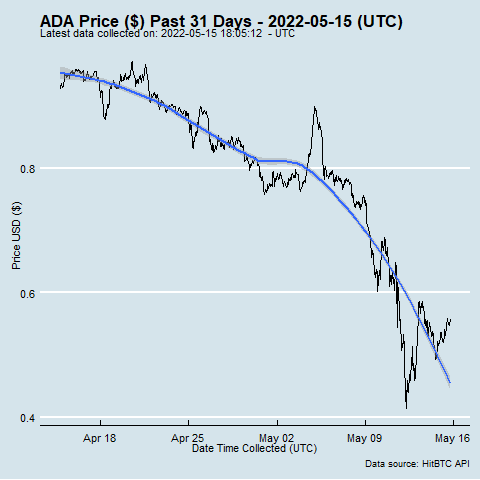 ADA Price ($) Past 31 Days - 2022-05-15 (UTC)
Latest data collected on: 2022-05-15 18:05:12 - UTC
Price USD ($)
0.8
0.6
0.4
Apr 18 Apr 25 May 02 May 09 May 16
Date Time Collected (UTC)
Data source: HitBTC API